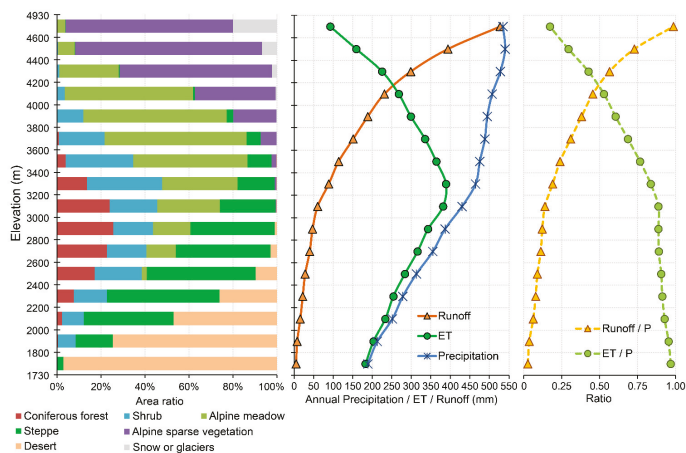 4930
4600
4400
4200
4000
3800
3600
3400
3200
3000
2800
2600
2400
2200
2000
1800
1730
Elevation (m)
0% 20% 40% 60% 80% 100%
Area ratio
Coniferous forest Shrub Alpine meadow
Steppe Alpine sparse vegetation
Desert Snow or glaciers
Runoff
ET
Precipitation
0 50 100 150 200 250 300 350 400 450 500 550
Annual Precipitation / ET / Runoff (mm)
Runoff / P
ET / P
0 0.25 0.50 0.75 1.00
Ratio